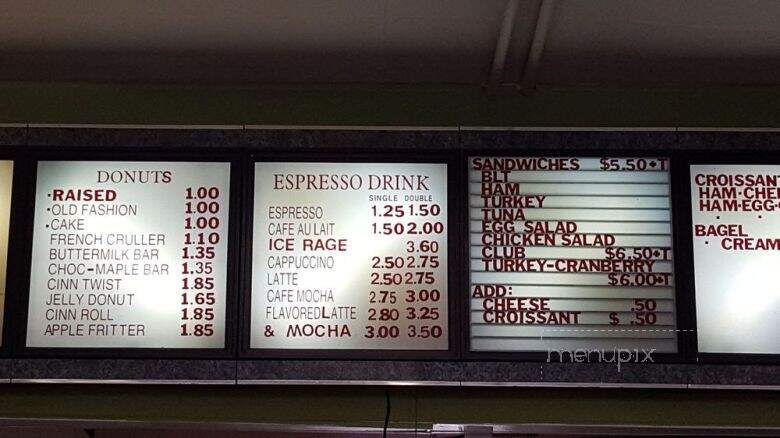 DONUTS
·RAISED 1.00
·OLD FASHION 1.00
·CAKE 1.00
FRENCH CRULLER 1.10
BUTTERMILK BAR 1.35
CHOC-MAPLE BAR 1.35
CINN TWIST 1.85
JELLY DONUT 1.65
CINN ROLL 1.85
APPLE FRITTER 1.85
ESPRESSO DRINK
SINGLE DOUBLE
ESPRESSO 1.25 1.50
CAFE AU LAIT 1.50 2.00
ICE RAGE 3.60
CAPPUCCINO 2.50 2.75
LATTE 2.50 2.75
CAFE MOCHA 2.75 3.00
FLAVORED LATTE 2.80 3.25
& MOCHA 3.00 3.50
SANDWICHES $5.50+T
BLT
HAM
TURKEY
TUNA
EGG SALAD
CHICKEN SALAD
CLUB $6.50+T
TURKEY-CRANBERRY
$6.00+T
ADD:
CHEESE .50
CROISSANT $ .50
CROISSANT
HAM·CHE
HAM·EGG·
BAGEL
· CREAM
menupix